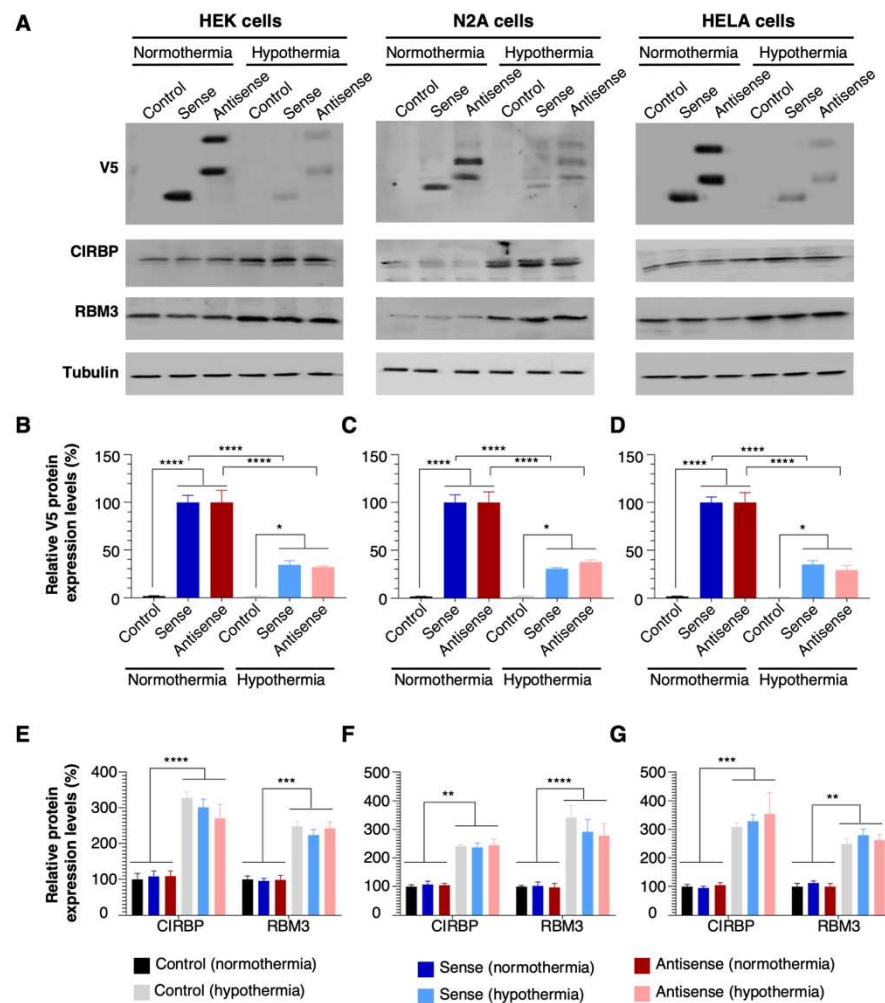 A
HEK cells N2A cells HELA cells
Normothermia Hypothermia Normothermia Hypothermia Normothermia Hypothermia
Control Sense Antisense Control Sense Antisense Control Sense Antisense Control Sense Antisense Control Sense Antisense Control Sense Antisense
V5
CIRBP
RBM3
Tubulin
B C D
Relative V5 protein
expression levels (%)
150 100 50 0
**** **** **** *
Control Sense Antisense Control Sense Antisense
Normothermia Hypothermia
150 100 50 0
**** **** **** *
Control Sense Antisense Control Sense Antisense
Normothermia Hypothermia
150 100 50 0
**** **** **** *
Control Sense Antisense Control Sense Antisense
Normothermia Hypothermia
E F G
Relative protein
expression levels (%)
400 300 200 100 0
**** ***
CIRBP RBM3
500 400 300 200 100 0
** ****
CIRBP RBM3
500 400 300 200 100 0
*** **
CIRBP RBM3
Control (normothermia) Sense (normothermia) Antisense (normothermia)
Control (hypothermia) Sense (hypothermia) Antisense (hypothermia)